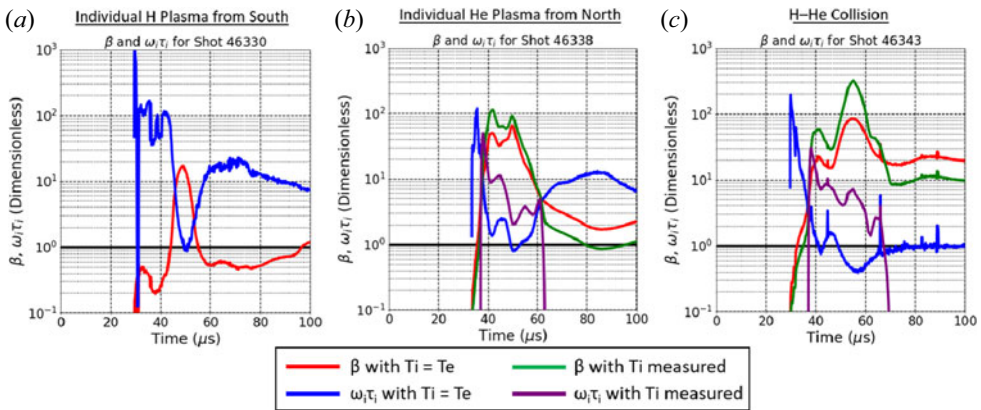 (a) Individual H Plasma from South
β and ωᵢτᵢ for Shot 46330
β, ωᵢτᵢ (Dimensionless)
10³
10²
10¹
10⁰
10⁻¹
0 20 40 60 80 100
Time (μs)
(b) Individual He Plasma from North
β and ωᵢτᵢ for Shot 46338
β, ωᵢτᵢ (Dimensionless)
10³
10²
10¹
10⁰
10⁻¹
0 20 40 60 80 100
Time (μs)
(c) H–He Collision
β and ωᵢτᵢ for Shot 46343
β, ωᵢτᵢ (Dimensionless)
10³
10²
10¹
10⁰
10⁻¹
0 20 40 60 80 100
Time (μs)
β with Ti = Te
β with Ti measured
ωᵢτᵢ with Ti = Te
ωᵢτᵢ with Ti measured